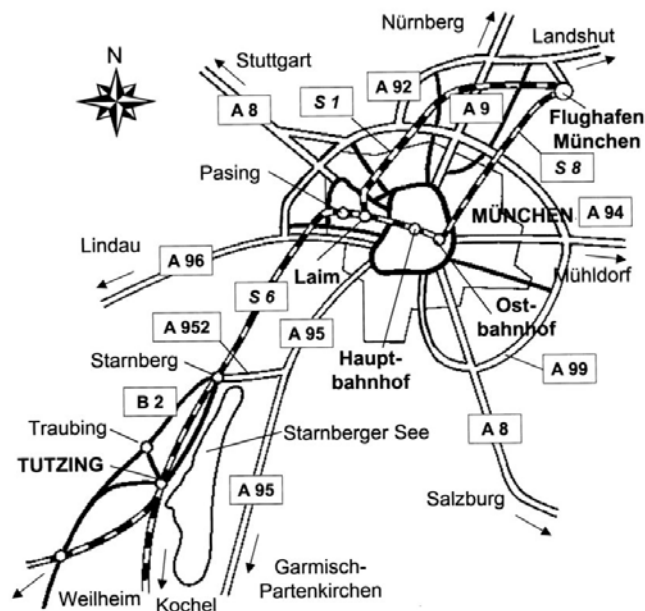 N
Nürnberg
Landshut
Stuttgart
A 92
A 8
S 1
A 9
Flughafen
München
S 8
Pasing
MÜNCHEN
A 94
Lindau
A 96
Laim
Mühldorf
S 6
Ost-
bahnhof
A 952
A 95
Haupt-
bahnhof
Starnberg
A 99
B 2
Traubing
Starnberger See
A 8
TUTZING
A 95
Salzburg
Garmisch-
Partenkirchen
Weilheim
Kochel